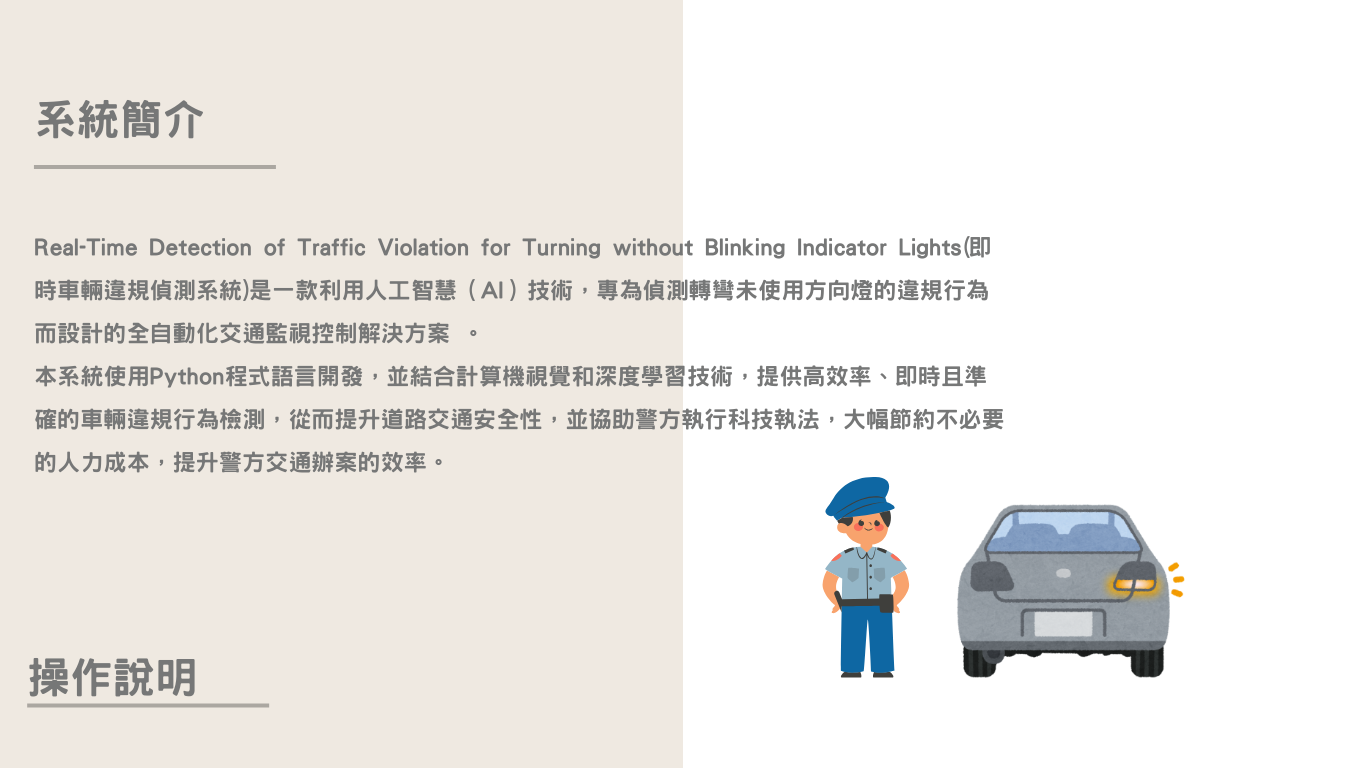 系統簡介
Real-Time Detection of Traffic Violation for Turning without Blinking Indicator Lights(即
時車輛違規偵測系統)是一款利用人工智慧（AI）技術，專為偵測轉彎未使用方向燈的違規行為
而設計的全自動化交通監視控制解決方案 。
本系統使用Python程式語言開發，並結合計算機視覺和深度學習技術，提供高效率、即時且準
確的車輛違規行為檢測，從而提升道路交通安全性，並協助警方執行科技執法，大幅節約不必要
的人力成本，提升警方交通辦案的效率。
操作說明